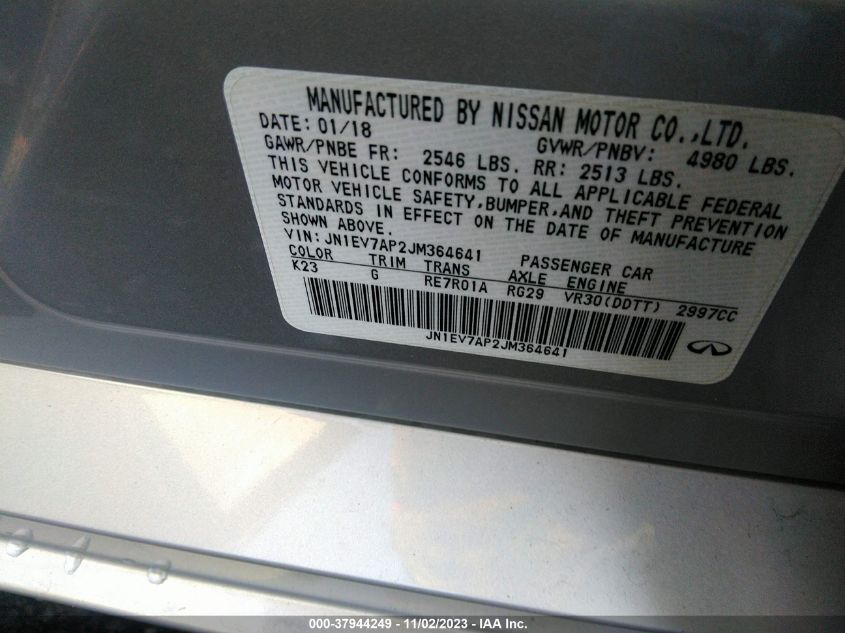 MANUFACTURED BY NISSAN MOTOR CO.,LTD.
DATE: 01/18 GVWR/PNBV: 4980 LBS.
GAWR/PNBE FR: 2546 LBS. RR: 2513 LBS.
THIS VEHICLE CONFORMS TO ALL APPLICABLE FEDERAL
MOTOR VEHICLE SAFETY,BUMPER,AND THEFT PREVENTION
STANDARDS IN EFFECT ON THE DATE OF MANUFACTURE
SHOWN ABOVE.
VIN: JN1EV7AP2JM364641 PASSENGER CAR
COLOR TRIM TRANS AXLE ENGINE
K23 G RE7R01A RG29 VR30(DDTT) 2997CC
JN1EV7AP2JM364641
000-37944249 - 11/02/2023 - © IAA Inc.